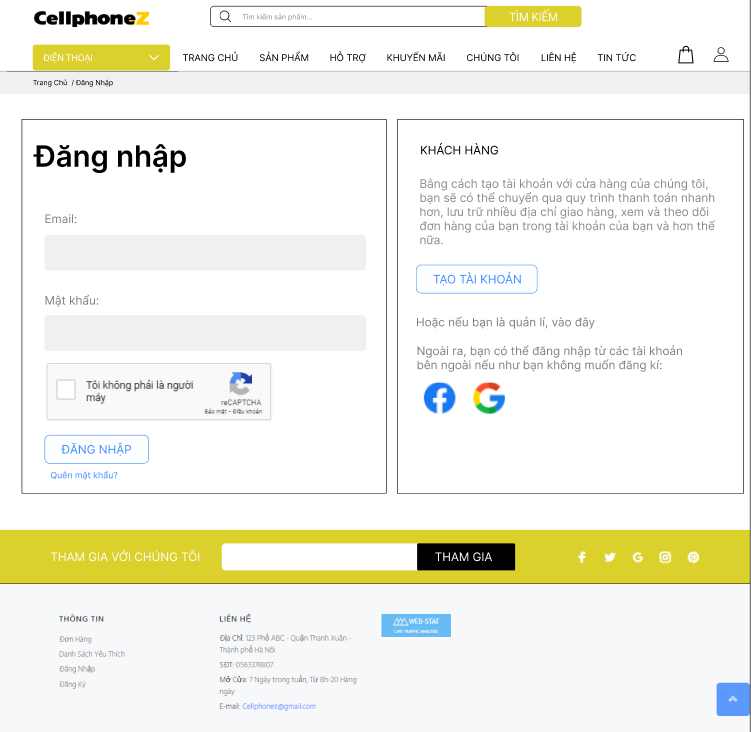 CellphoneZ
Tìm kiếm sản phẩm...
TÌM KIẾM
ĐIỆN THOẠI
TRANG CHỦ
SẢN PHẨM
HỖ TRỢ
KHUYẾN MÃI
CHÚNG TÔI
LIÊN HỆ
TIN TỨC
Trang Chủ / Đăng Nhập
Đăng nhập
Email:
Mật khẩu:
Tôi không phải là người
máy
reCAPTCHA
Bảo mật - Điều khoản
ĐĂNG NHẬP
Quên mật khẩu?
KHÁCH HÀNG
Bằng cách tạo tài khoản với cửa hàng của chúng tôi,
bạn sẽ có thể chuyển qua quy trình thanh toán nhanh
hơn, lưu trữ nhiều địa chỉ giao hàng, xem và theo dõi
đơn hàng của bạn trong tài khoản của bạn và hơn thế
nữa.
TẠO TÀI KHOẢN
Hoặc nếu bạn là quản lí, vào đây
Ngoài ra, bạn có thể đăng nhập từ các tài khoản
bên ngoài nếu như bạn không muốn đăng kí:
THAM GIA VỚI CHÚNG TÔI
THAM GIA
THÔNG TIN
Đơn Hàng
Danh Sách Yêu Thích
Đăng Nhập
Đăng Ký
LIÊN HỆ
Địa Chỉ: 123 Phố ABC - Quận Thanh Xuân -
Thành phố Hà Nôi
SĐT: 0563378807
Mở Cửa: 7 Ngày trong tuần, Từ 8h-20 Hàng
ngày
E-mail: Cellphonez@gmail.com
WEB-STAT
LIVE TRAFFIC ANALYSIS